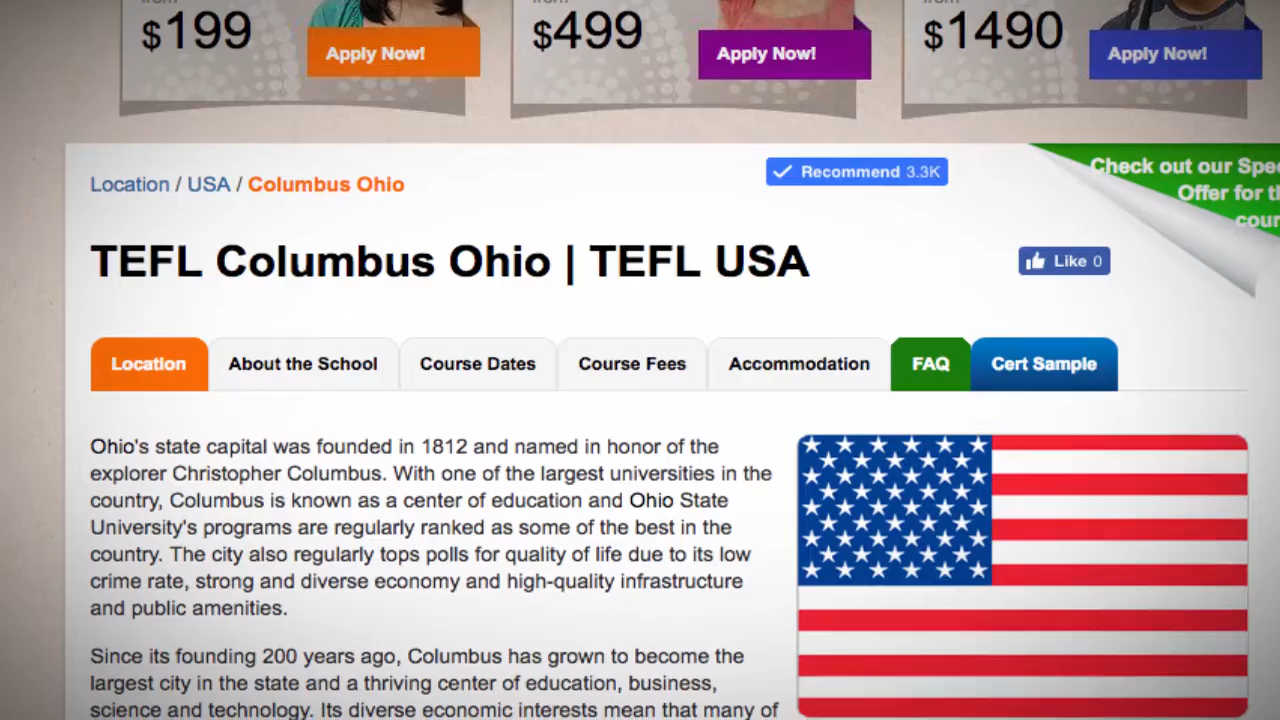 $199
Apply Now!
$499
Apply Now!
$1490
Apply Now!
Location / USA / Columbus Ohio
Recommend 3.3K
Check out our Spe
Offer for t
cour
TEFL Columbus Ohio | TEFL USA
Like 0
Location
About the School
Course Dates
Course Fees
Accommodation
FAQ
Cert Sample
Ohio's state capital was founded in 1812 and named in honor of the
explorer Christopher Columbus. With one of the largest universities in the
country, Columbus is known as a center of education and Ohio State
University's programs are regularly ranked as some of the best in the
country. The city also regularly tops polls for quality of life due to its low
crime rate, strong and diverse economy and high-quality infrastructure
and public amenities.
Since its founding 200 years ago, Columbus has grown to become the
largest city in the state and a thriving center of education, business,
science and technology. Its diverse economic interests mean that many of